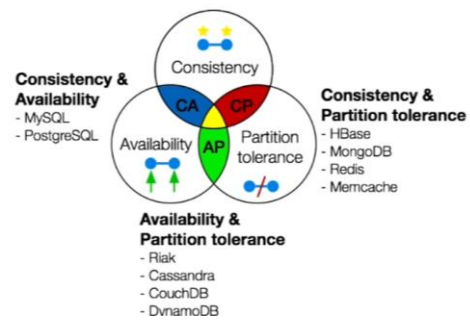 Consistency
Consistency &
Availability
- MySQL
- PostgreSQL
CA
CP
Consistency &
Partition tolerance
- HBase
- MongoDB
- Redis
- Memcache
Availability
AP
Partition
tolerance
Availability &
Partition tolerance
- Riak
- Cassandra
- CouchDB
- DynamoDB